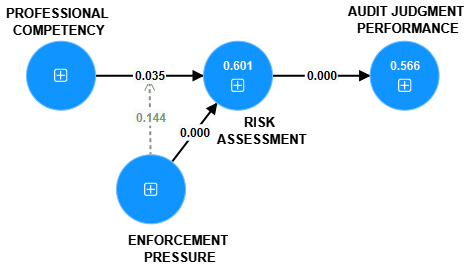 PROFESSIONAL
COMPETENCY
AUDIT JUDGMENT
PERFORMANCE
0.601
0.566
0.035
0.000
RISK
ASSESSMENT
0.144
0.000
ENFORCEMENT
PRESSURE